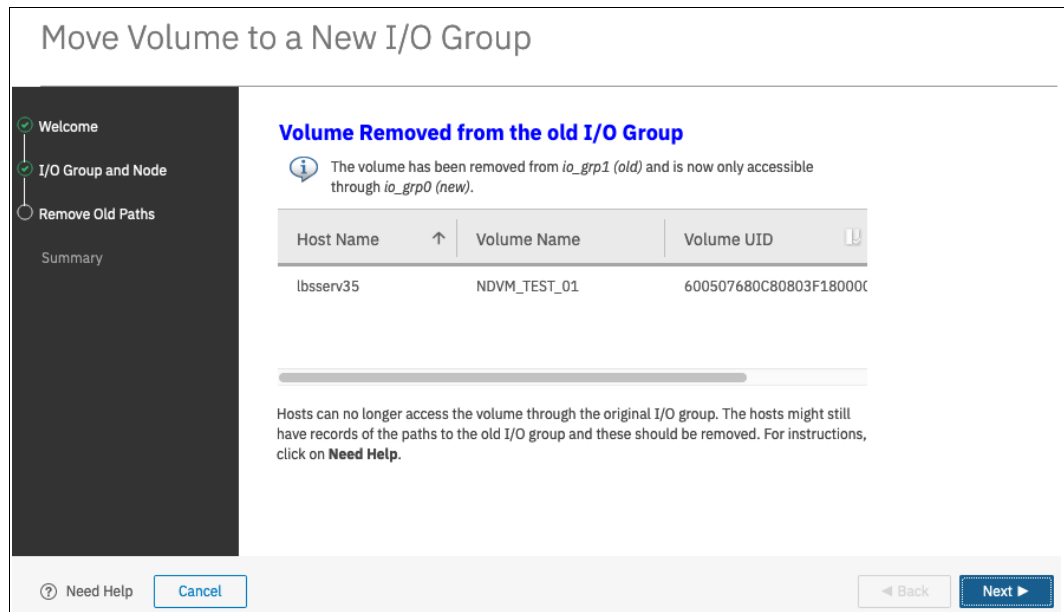 Move Volume to a New I/O Group
Welcome
I/O Group and Node
Remove Old Paths
Summary
Volume Removed from the old I/O Group
The volume has been removed from io_grp1 (old) and is now only accessible
through io_grp0 (new).
Host Name Volume Name Volume UID
lbsserv35 NDVM_TEST_01 600507680C80803F180000
Hosts can no longer access the volume through the original I/O group. The hosts might still
have records of the paths to the old I/O group and these should be removed. For instructions,
click on Need Help.
Need Help Cancel Back Next